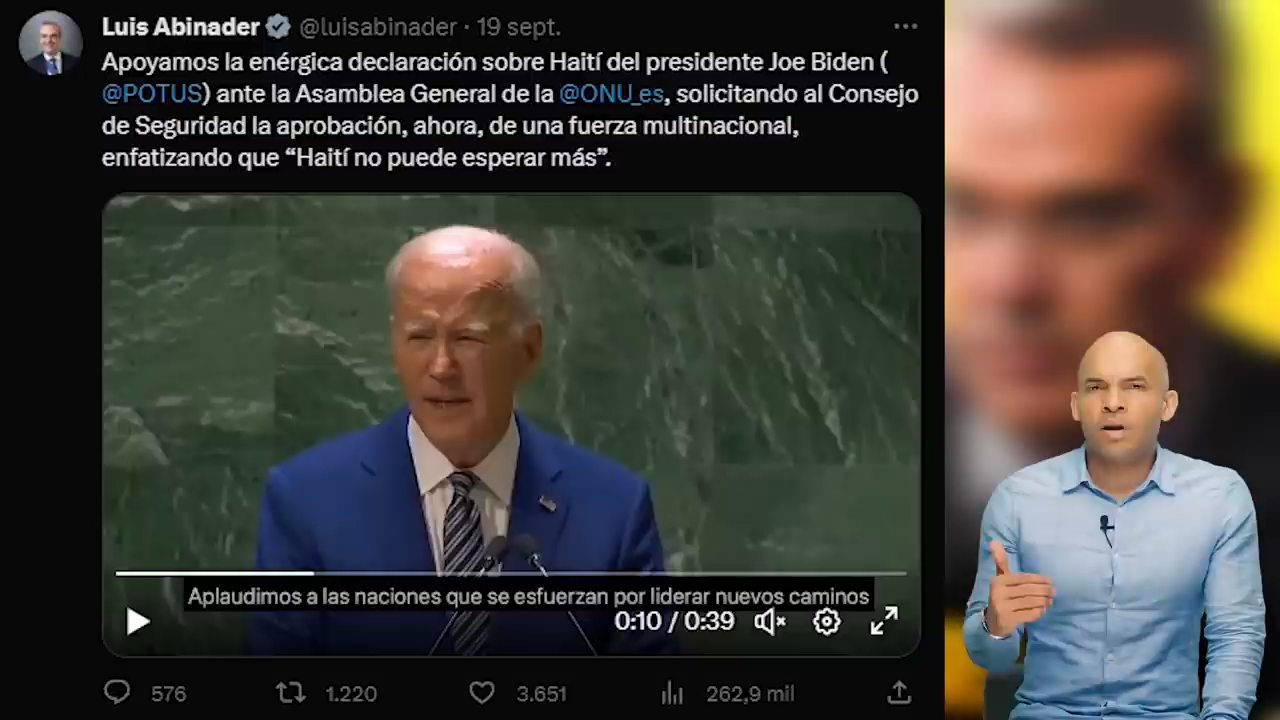 Luis Abinader @luisabinader · 19 sept.
Apoyamos la enérgica declaración sobre Haití del presidente Joe Biden (
@POTUS) ante la Asamblea General de la @ONU_es, solicitando al Consejo
de Seguridad la aprobación, ahora, de una fuerza multinacional,
enfatizando que “Haití no puede esperar más”.
Aplaudimos a las naciones que se esfuerzan por liderar nuevos caminos
0:10 / 0:39
576 1.220 3.651 262,9 mil